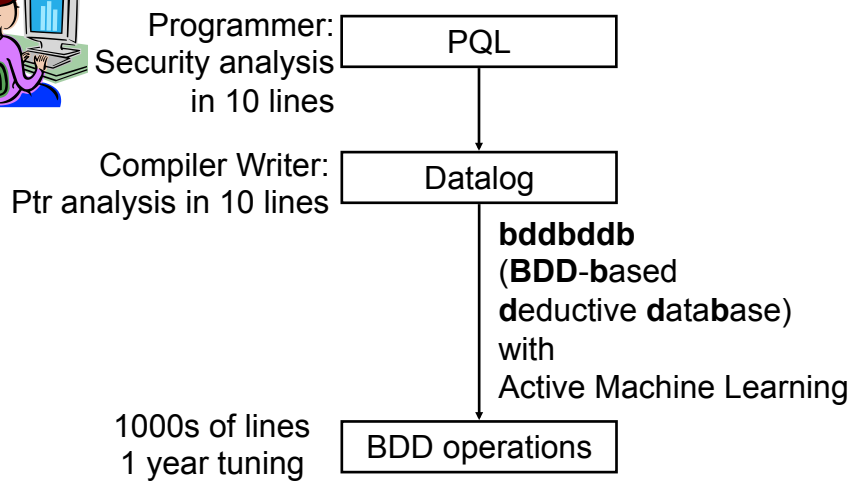 Programmer:
Security analysis
in 10 lines
PQL
Compiler Writer:
Ptr analysis in 10 lines
Datalog
bddbddb
(BDD-based
deductive database)
with
Active Machine Learning
1000s of lines
1 year tuning
BDD operations